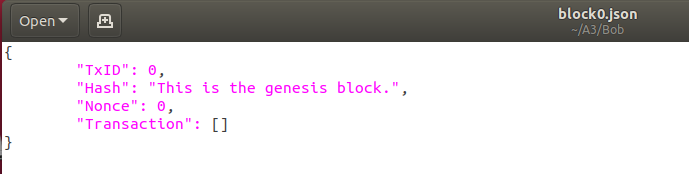 Open
block0.json
~/A3/Bob
{
"TxID": 0,
"Hash": "This is the genesis block.",
"Nonce": 0,
"Transaction": []
}